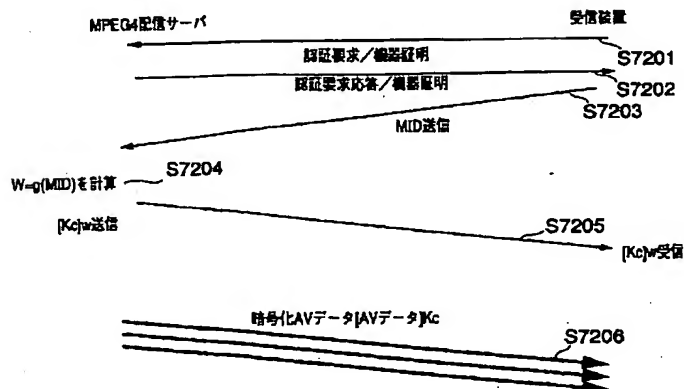 MPEG4配信サーバ
受信装置
S7201
認証要求/機器証明
S7202
認証要求応答/機器証明
S7203
MID送信
S7204
W=g(MID)を計算
[Kc]w送信
S7205
[Kc]w受信
暗号化AVデータ[AVデータ]Kc
S7206